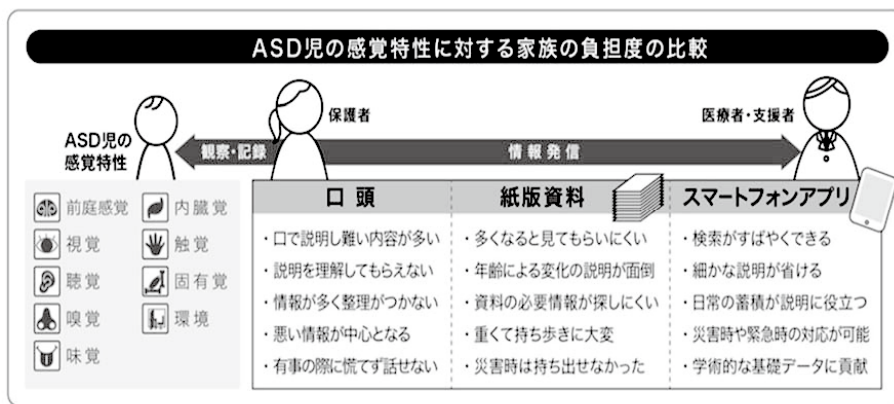 ASD児の感覚特性に対する家族の負担度の比較
保護者
医療者・支援者
ASD児の
感覚特性
観察・記録
情報発信
前庭感覚
内臓覚
視覚
触覚
聴覚
固有覚
嗅覚
環境
味覚
口頭
・口で説明し難い内容が多い
・説明を理解してもらえない
・情報が多く整理がつかない
・悪い情報が中心となる
・有事の際に慌てず話せない
紙版資料
・多くなると見てもらいにくい
・年齢による変化の説明が面倒
・資料の必要情報が探しにくい
・重くて持ち歩きに大変
・災害時は持ち出せなかった
スマートフォンアプリ
・検索がすばやくできる
・細かな説明が省ける
・日常の蓄積が説明に役立つ
・災害時や緊急時の対応が可能
・学術的な基礎データに貢献